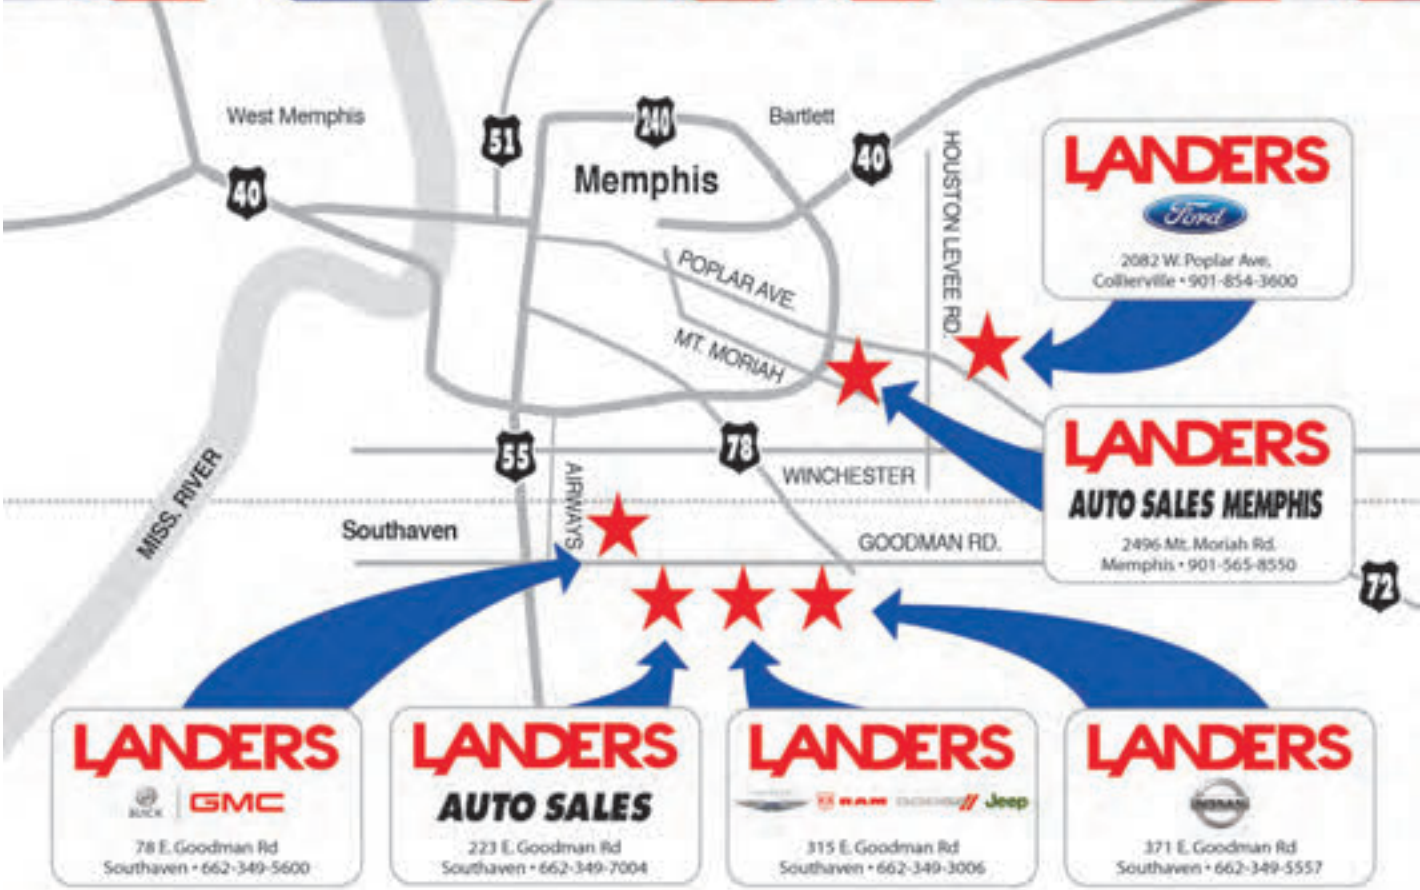 West Memphis
51
240
Bartlett
40
40
Memphis
HOUSTON LEVEE RD.
LANDERS
Ford
2082 W. Poplar Ave,
Collierville • 901-854-3600
POPLAR AVE.
MT. MORIAH
55
78
WINCHESTER
AIRWAYS
MISS. RIVER
Southaven
GOODMAN RD.
LANDERS
AUTO SALES MEMPHIS
2496 Mt. Moriah Rd.
Memphis • 901-565-8550
72
LANDERS
BUICK GMC
78 E. Goodman Rd
Southaven • 662-349-5600
LANDERS
AUTO SALES
223 E. Goodman Rd
Southaven • 662-349-7004
LANDERS
RAM DODGE Jeep
315 E. Goodman Rd
Southaven • 662-349-3006
LANDERS
NISSAN
371 E. Goodman Rd
Southaven • 662-349-5557